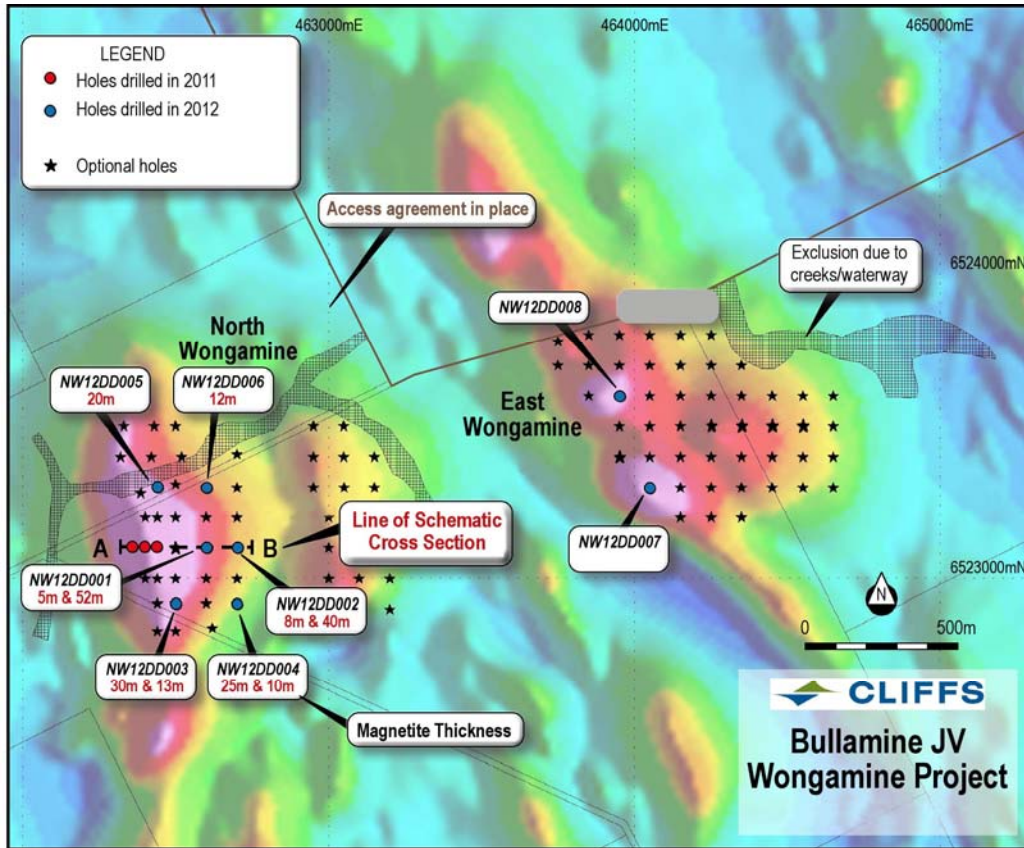 463000mE
464000mE
465000mE
LEGEND
Holes drilled in 2011
Holes drilled in 2012
Optional holes
Access agreement in place
Exclusion due to
creeks/waterway
6524000mN
NW12DD008
North
Wongamine
NW12DD005
20m
NW12DD006
12m
East
Wongamine
Line of Schematic
Cross Section
A
B
NW12DD007
NW12DD001
5m & 52m
NW12DD002
8m & 40m
6523000mN
N
0
500m
NW12DD003
30m & 13m
NW12DD004
25m & 10m
Magnetite Thickness
CLIFFS
Bullamine JV
Wongamine Project